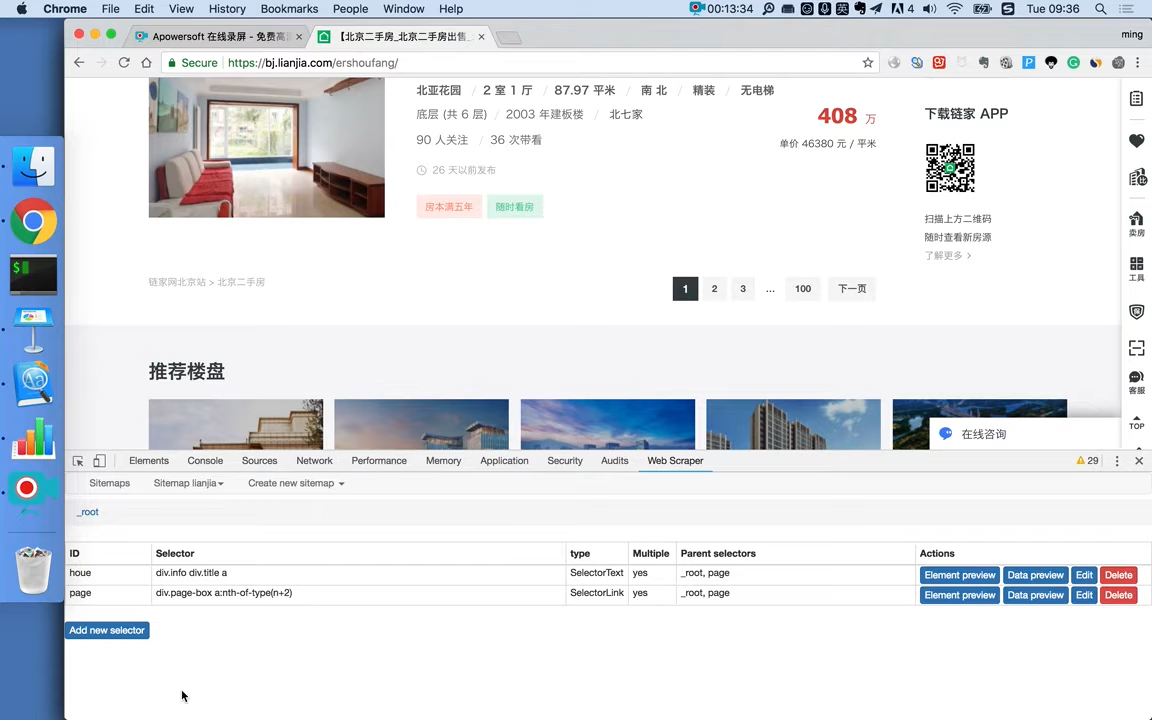 Chrome File Edit View History Bookmarks People Window Help 00:13:34 4 Tue 09:36
Apowersoft 在线录屏 - 免费高清
【北京二手房_北京二手房出售_
ming
Secure https://bj.lianjia.com/ershoufang/
北亚花园 / 2 室 1 厅 / 87.97 平米 / 南 北 / 精装 / 无电梯
底层 (共 6 层) / 2003 年建板楼 / 北七家
408 万
90 人关注 / 36 次带看
单价 46380 元 / 平米
26 天以前发布
房本满五年 随时看房
下载链家 APP
扫描上方二维码
随时查看新房源
了解更多 >
卖房
工具
客服
TOP
链家网北京站 > 北京二手房
1 2 3 ... 100 下一页
推荐楼盘
在线咨询
Elements Console Sources Network Performance Memory Application Security Audits Web Scraper 29
Sitemaps Sitemap lianjia Create new sitemap
_root
ID Selector type Multiple Parent selectors Actions
houe div.info div.title a SelectorText yes _root, page Element preview Data preview Edit Delete
page div.page-box a:nth-of-type(n+2) SelectorLink yes _root, page Element preview Data preview Edit Delete
Add new selector